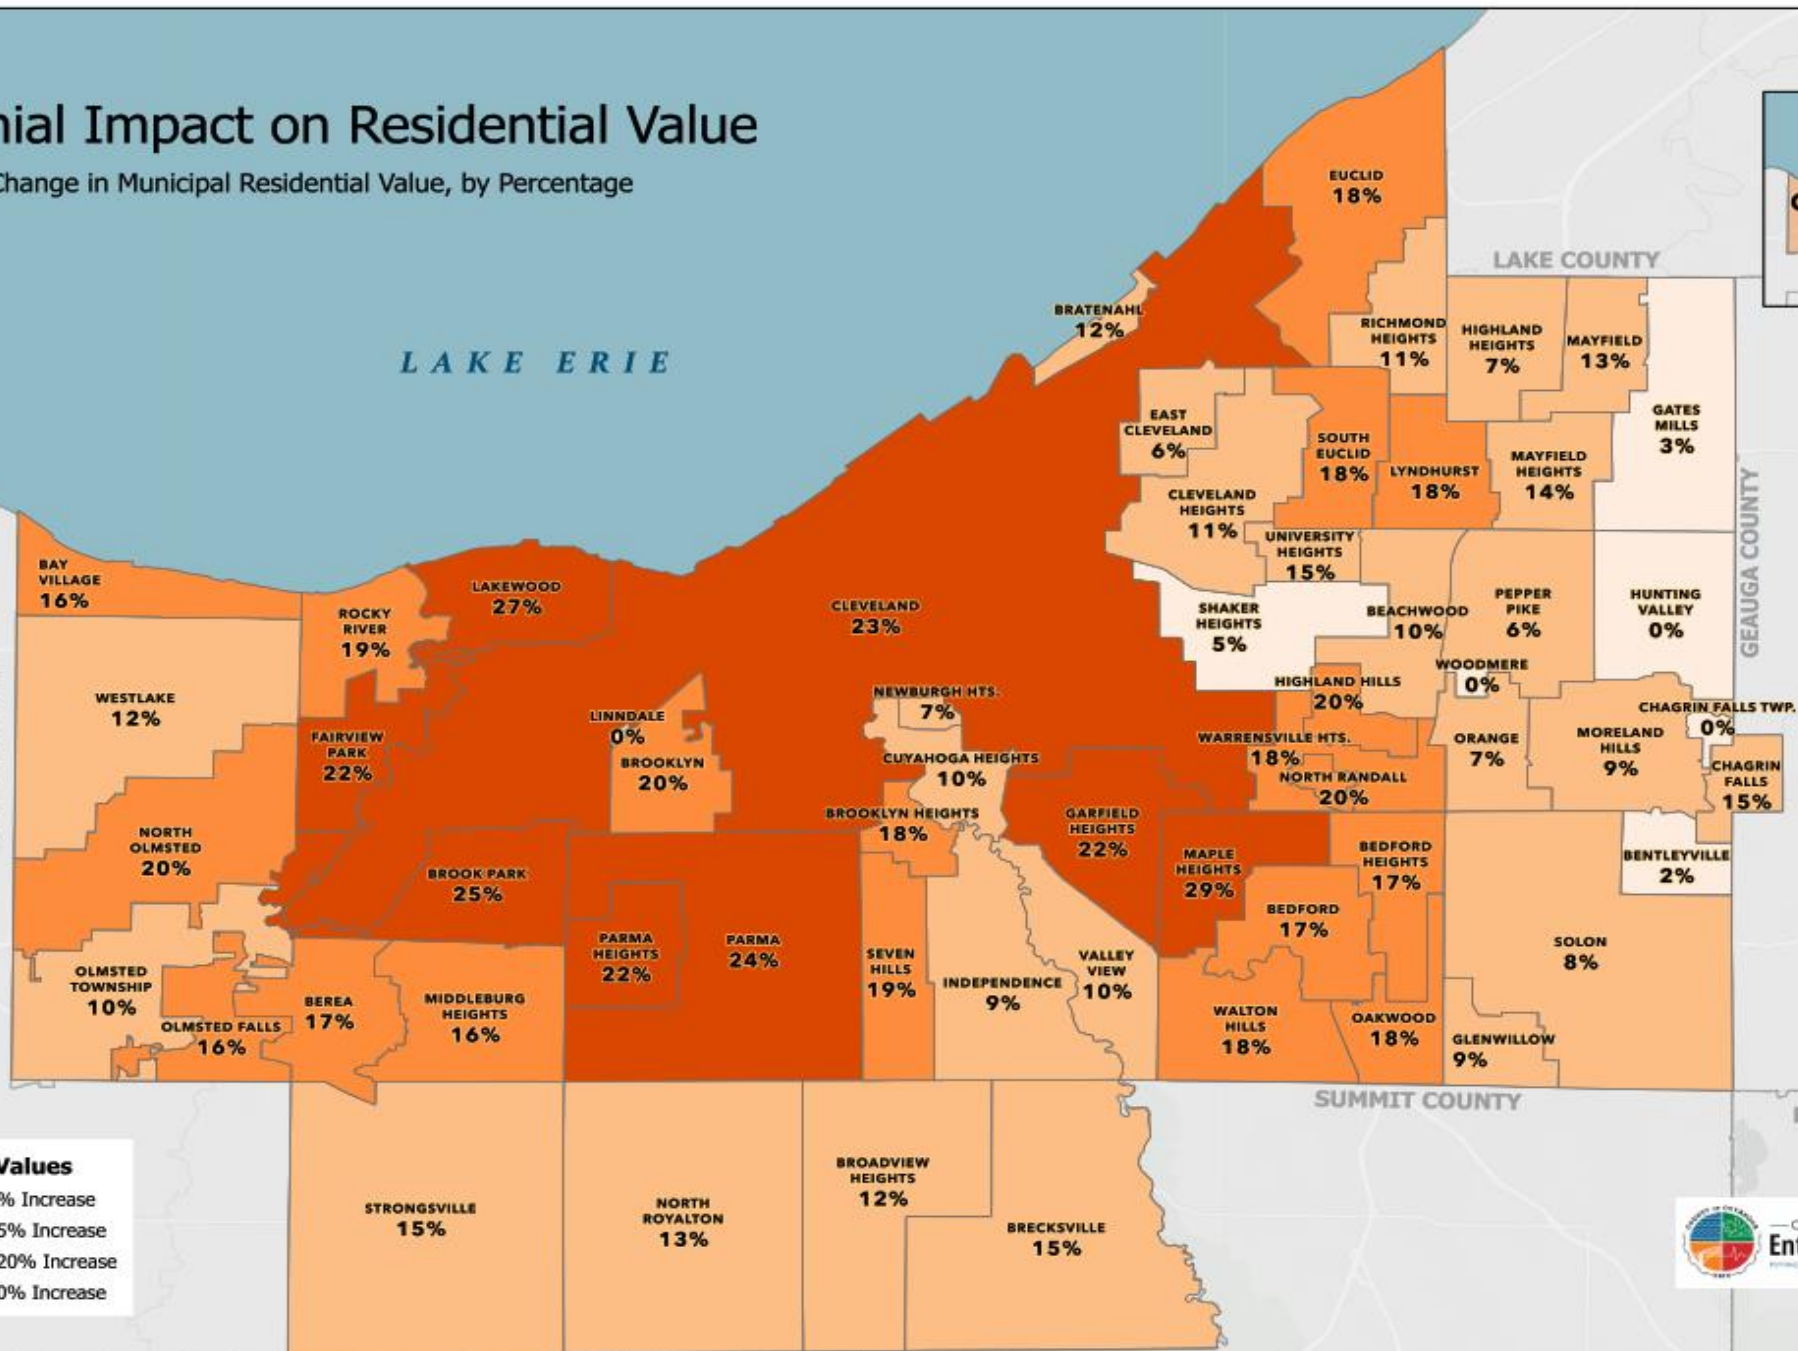 nial Impact on Residential Value
Change in Municipal Residential Value, by Percentage
LAKE ERIE
LAKE COUNTY
GEAUGA COUNTY
SUMMIT COUNTY
EUCLID
18%
BRATENAHL
12%
RICHMOND
HEIGHTS
11%
HIGHLAND
HEIGHTS
7%
MAYFIELD
13%
GATES
MILLS
3%
EAST
CLEVELAND
6%
SOUTH
EUCLID
18%
LYNDHURST
18%
MAYFIELD
HEIGHTS
14%
CLEVELAND
HEIGHTS
11%
UNIVERSITY
HEIGHTS
15%
BAY
VILLAGE
16%
LAKEWOOD
27%
ROCKY
RIVER
19%
CLEVELAND
23%
SHAKER
HEIGHTS
5%
BEACHWOOD
10%
PEPPER
PIKE
6%
HUNTING
VALLEY
0%
WOODMERE
0%
WESTLAKE
12%
HIGHLAND HILLS
20%
NEWBURGH HTS.
7%
LINNDALE
0%
CHAGRIN FALLS TWP.
0%
FAIRVIEW
PARK
22%
BROOKLYN
20%
CUYAHOGA HEIGHTS
10%
WARRENSVILLE HTS.
18%
ORANGE
7%
MORELAND
HILLS
9%
CHAGRIN
FALLS
15%
NORTH RANDALL
20%
NORTH
OLMSTED
20%
BROOKLYN HEIGHTS
18%
GARFIELD
HEIGHTS
22%
MAPLE
HEIGHTS
29%
BEDFORD
HEIGHTS
17%
BENTLEYVILLE
2%
BROOK PARK
25%
BEDFORD
17%
PARMA
HEIGHTS
22%
PARMA
24%
SEVEN
HILLS
19%
INDEPENDENCE
9%
VALLEY
VIEW
10%
SOLON
8%
OLMSTED
TOWNSHIP
10%
BEREA
17%
MIDDLEBURG
HEIGHTS
16%
OLMSTED FALLS
16%
WALTON
HILLS
18%
OAKWOOD
18%
GLENWILLOW
9%
STRONGSVILLE
15%
NORTH
ROYALTON
13%
BROADVIEW
HEIGHTS
12%
BRECKSVILLE
15%
Values
% Increase
5% Increase
20% Increase
0% Increase